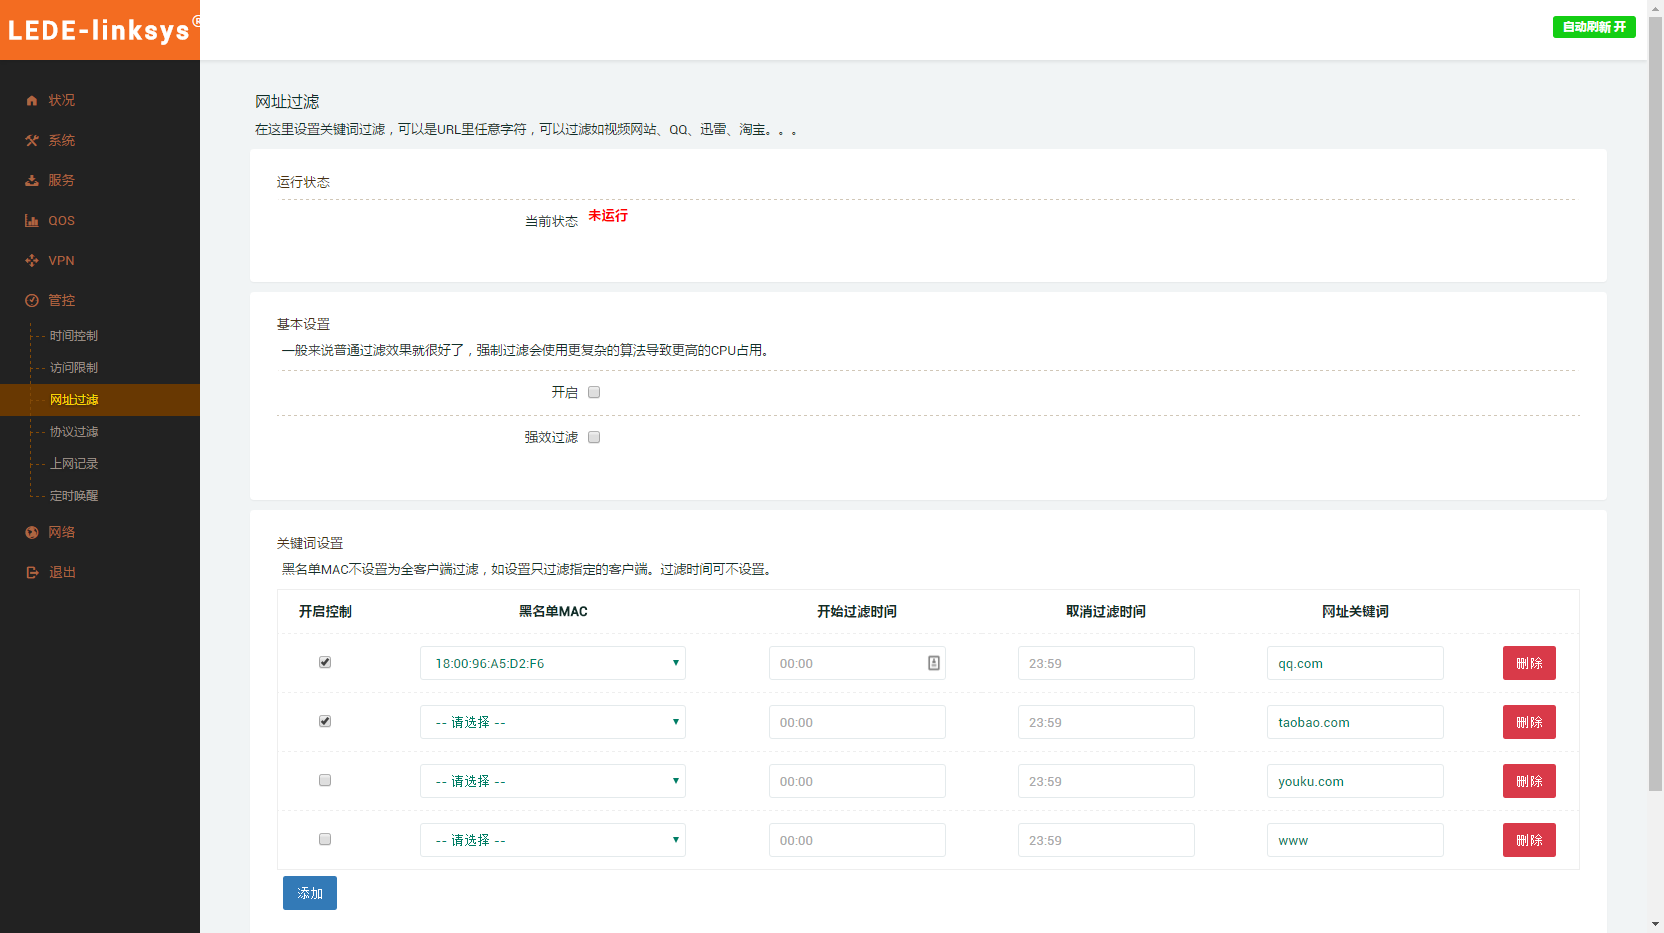 LEDE-linksys®
自动刷新 开
状况
系统
服务
QOS
VPN
管控
时间控制
访问限制
网址过滤
协议过滤
上网记录
定时唤醒
网络
退出
网址过滤
在这里设置关键词过滤，可以是URL里任意字符，可以过滤如视频网站、QQ、迅雷、淘宝。。。
运行状态
当前状态 未运行
基本设置
一般来说普通过滤效果就很好了，强制过滤会使用更复杂的算法导致更高的CPU占用。
开启
强效过滤
关键词设置
黑名单MAC不设置为全客户端过滤，如设置只过滤指定的客户端。过滤时间可不设置。
开启控制 黑名单MAC 开始过滤时间 取消过滤时间 网址关键词
18:00:96:A5:D2:F6 00:00 23:59 qq.com 删除
-- 请选择 -- 00:00 23:59 taobao.com 删除
-- 请选择 -- 00:00 23:59 youku.com 删除
-- 请选择 -- 00:00 23:59 www 删除
添加